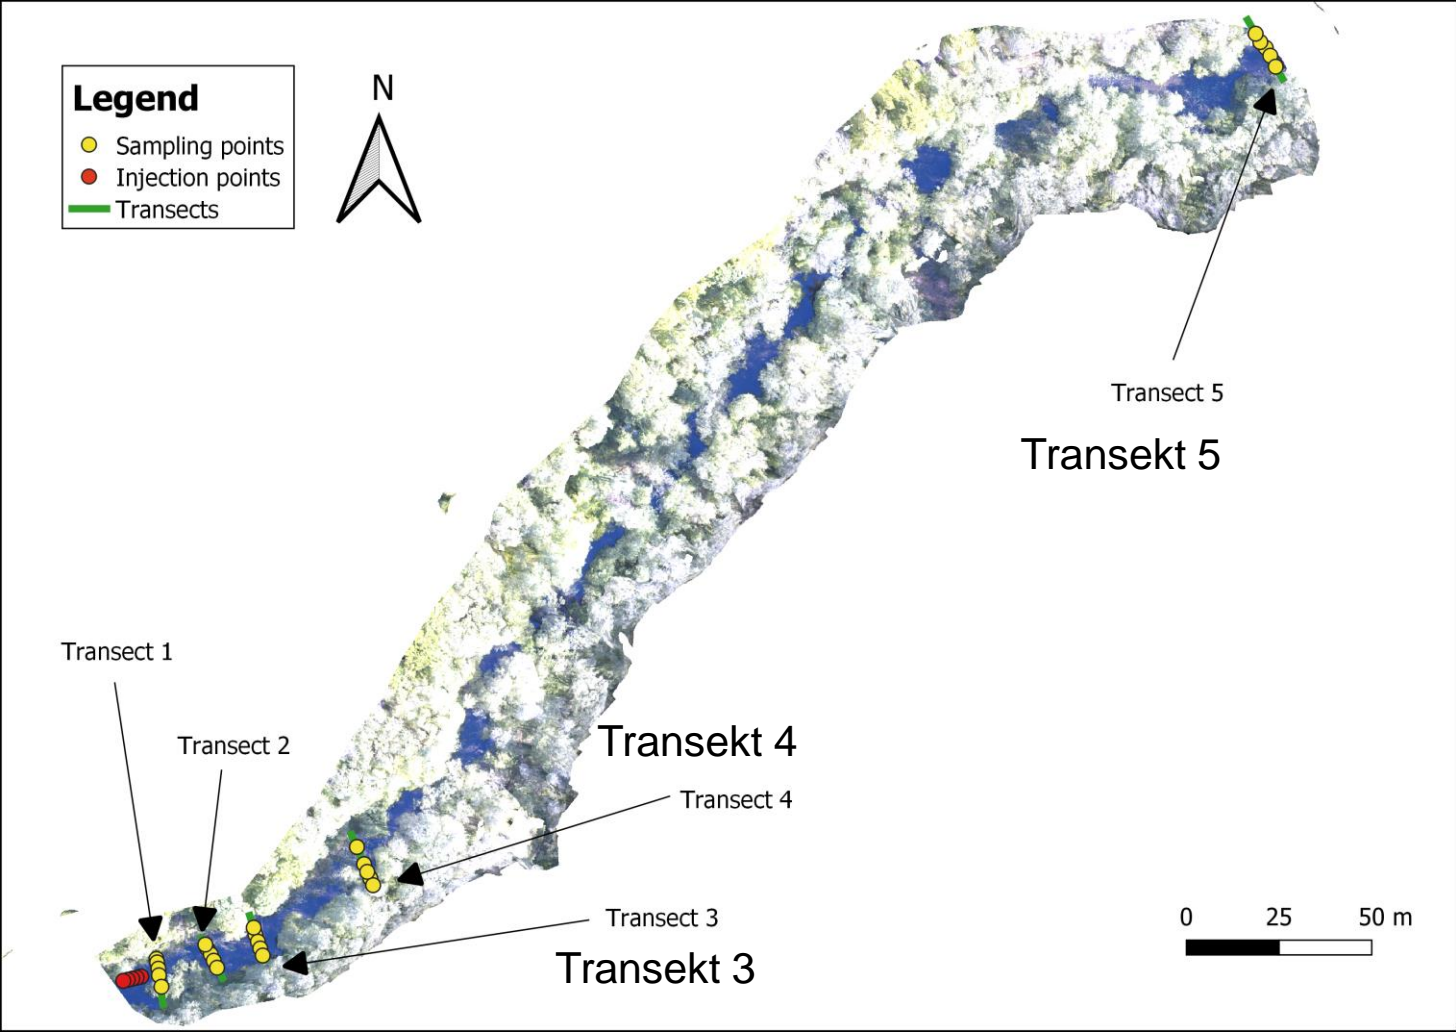 Legend
Sampling points
Injection points
Transects
N
Transect 5
Transekt 5
Transect 1
Transect 2
Transekt 4
Transect 4
Transect 3
Transekt 3
0 25 50 m